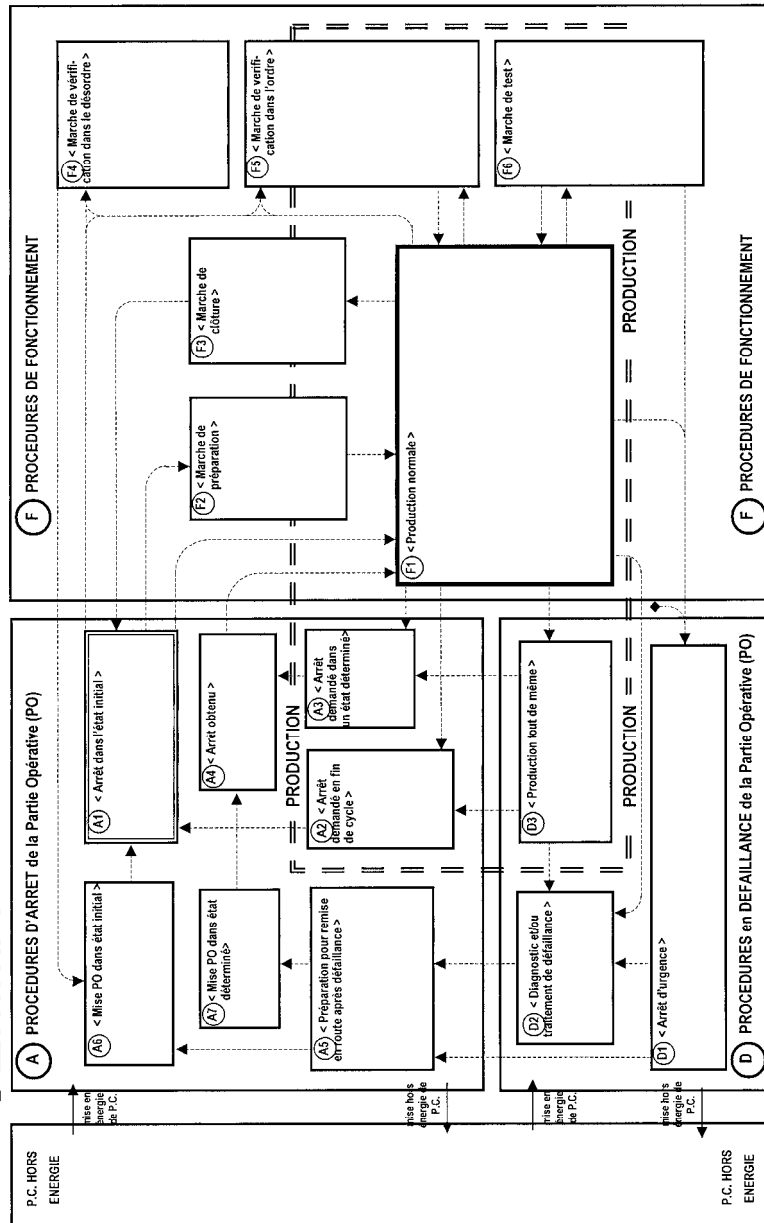 P.C. HORS
ENERGIE
P.C. HORS
ENERGIE
mise en
énergie
de P.C.
mise hors
énergie de
P.C.
mise en
énergie
de P.C.
mise hors
énergie de
P.C.
A PROCEDURES D'ARRET de la Partie Opérative (PO)
A6 < Mise PO dans état initial >
A1 < Arrêt dans l'état initial >
A7 < Mise PO dans état
déterminé>
A4 < Arrit obtenu >
A5 < Préparation pour remise
en route après défaillance >
A2 < Arrêt
demandé en fin
de cycle >
A3 < Arrêt
demandé dans
un état déterminé>
PRODUCTION
D2 < Diagnostic et/ou
traitement de défaillance >
D3 < Production tout de même >
PRODUCTION
D1 < Arrêt d'urgence >
D PROCEDURES en DEFAILLANCE de la Partie Opérative (PO)
F PROCEDURES DE FONCTIONNEMENT
F4 < Marche de vérifi-
cation dans le désordre >
F2 < Marche de
préparation >
F3 < Marche de
clôture >
F5 < Marche de verifi-
cation dans l'ordre >
PRODUCTION
F1 < Production normale >
F6 < Marche de test >
PRODUCTION
F PROCEDURES DE FONCTIONNEMENT